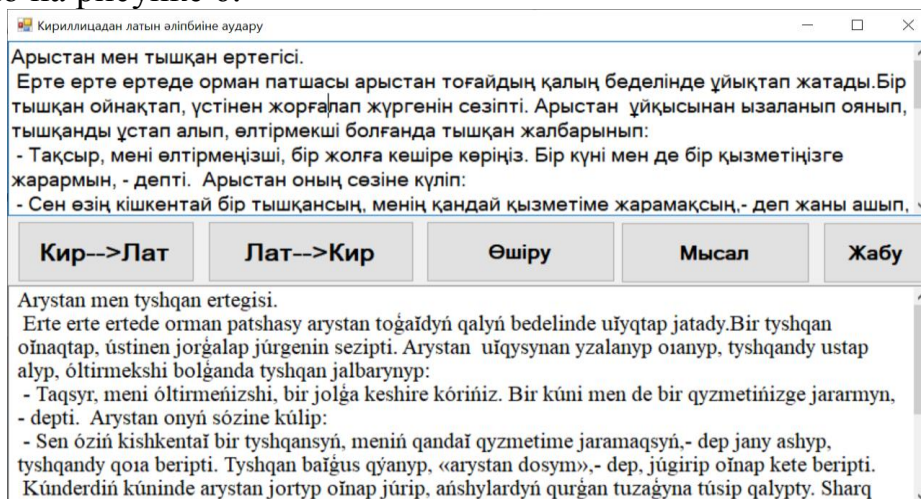 на рисунке 6.
Кириллицадан латын әліпбиіне аудару
Арыстан мен тышқан ертегісі.
Ерте ерте ертеде орман патшасы арыстан тоғайдың қалың беделінде ұйықтап жатады.Бір
тышқан ойнақтап, үстінен жорғалап жүргенін сезіпті. Арыстан ұйқысынан ызаланып оянып,
тышқанды ұстап алып, өлтірмекші болғанда тышқан жалбарынып:
- Тақсыр, мені өлтірмеңізші, бір жолға кешіре көріңіз. Бір күні мен де бір қызметіңізге
жарармын, - депті. Арыстан оның сөзіне күліп:
- Сен өзің кішкентай бір тышқансың, менің қандай қызметіме жарамақсың,- деп жаны ашып,
Кир-->Лат Лат-->Кир Өшіру Мысал Жабу
Arystan men tyshqan ertegisi.
Erte erte ertede orman patshasy arystan toǵaıdyń qalyń bedelinde uıyqtap jatady.Bir tyshqan
oınaqtap, ústinen jorǵalap júrgenin sezipti. Arystan uıqysynan yzalanyp oıanyp, tyshqandy ustap
alyp, óltirmekshi bolǵanda tyshqan jalbarynyp:
- Taqsyr, meni óltirmeńizshi, bir jolǵa keshire kórińiz. Bir kúni men de bir qyzmetińizge jararmyn,
- depti. Arystan onyń sózine kúlip:
- Sen óziń kishkentaı bir tyshqansyń, meniń qandaı qyzmetime jaramaqsyń,- dep jany ashyp,
tyshqandy qoıa beripti. Tyshqan baıǵus qýanyp, «arystan dosym»,- dep, júgirip oınap kete beripti.
Kúnderdiń kúninde arystan jortyp oınap júrip, ańshylardyń qurǵan tuzaǵyna túsip qalypty. Sharq